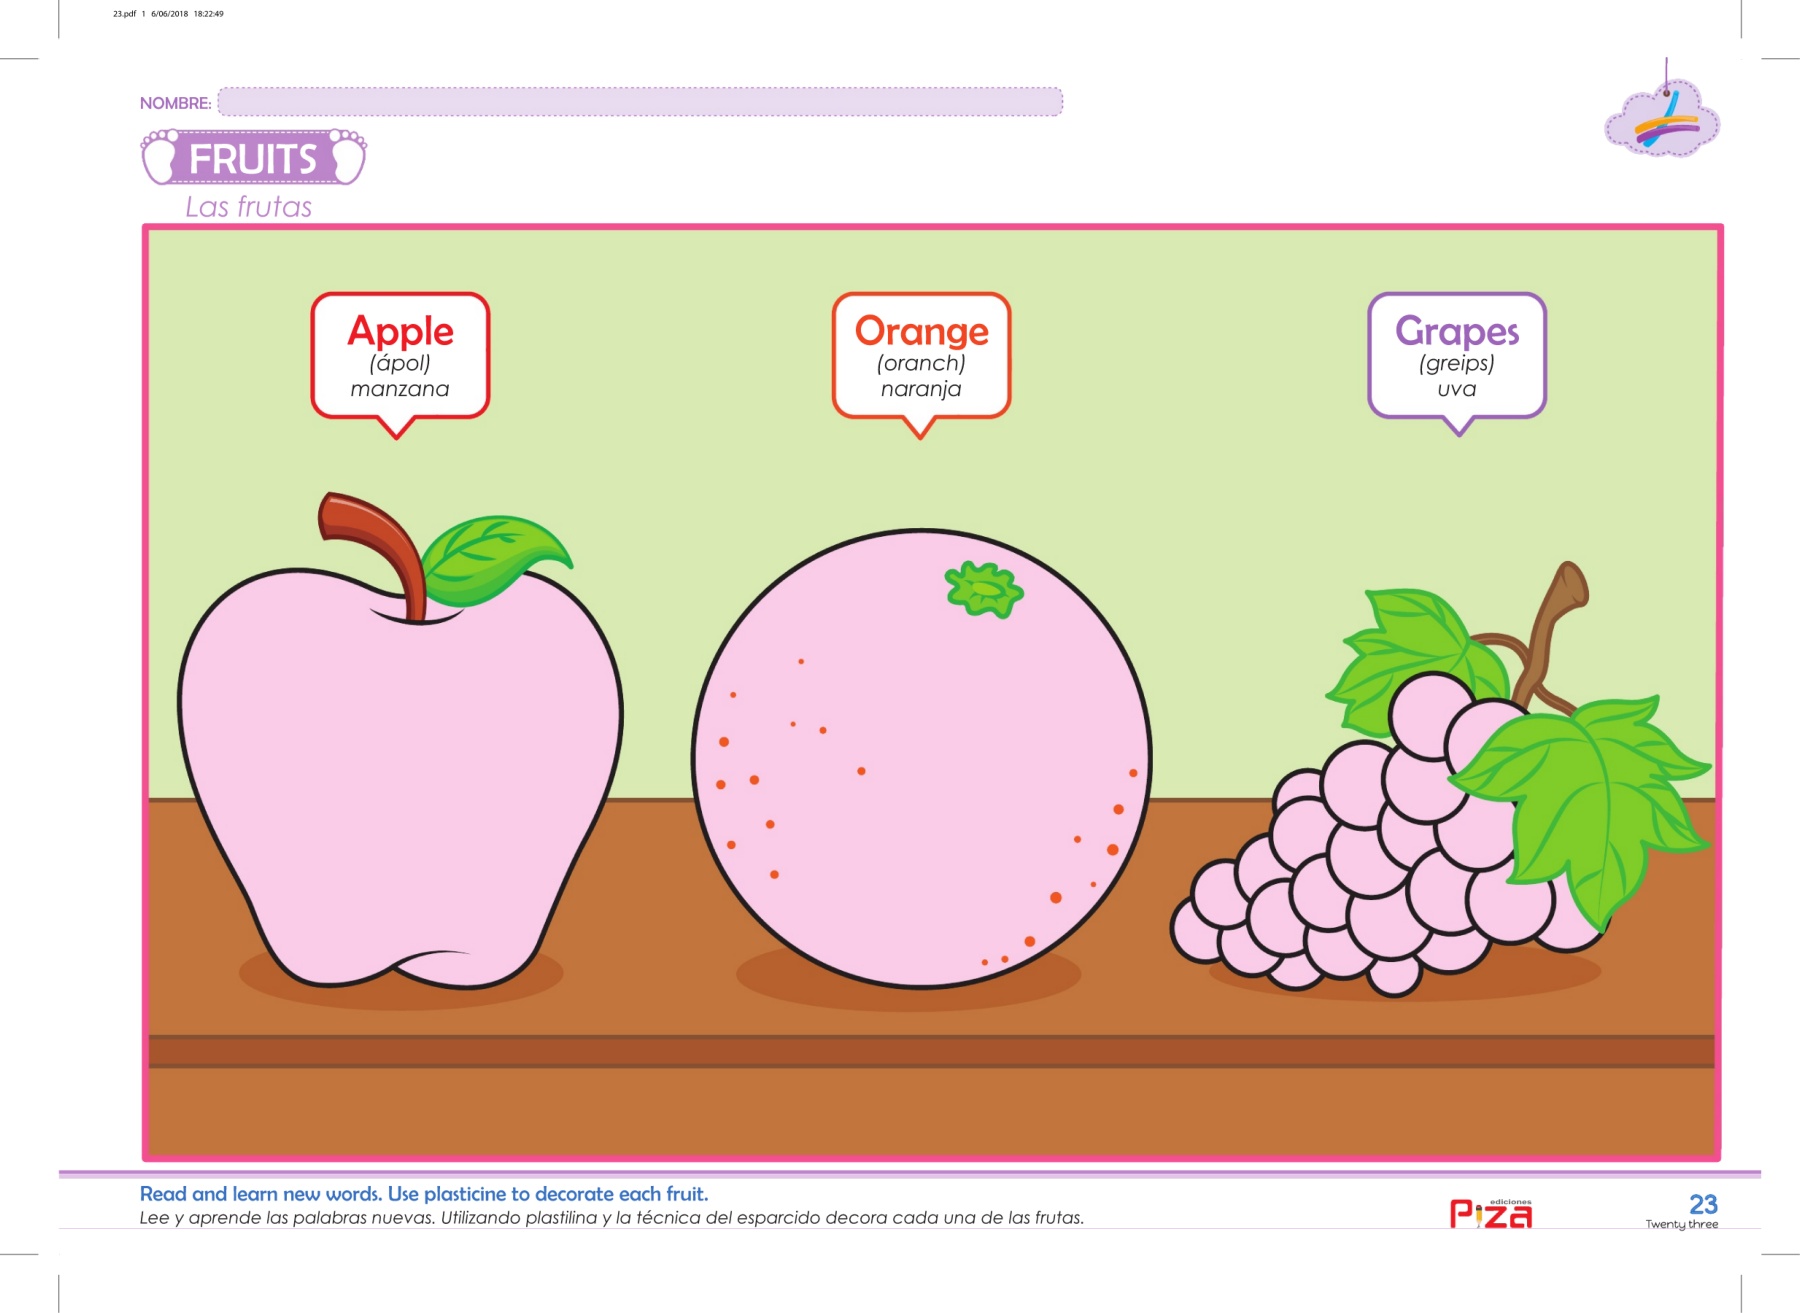 23.pdf 1 6/06/2018 18:22:49
NOMBRE:
FRUITS
Las frutas
Apple
(ápol)
manzana
Orange
(oranch)
naranja
Grapes
(greips)
uva
Read and learn new words. Use plasticine to decorate each fruit.
Lee y aprende las palabras nuevas. Utilizando plastilina y la técnica del esparcido decora cada una de las frutas.
ediciones
Piza
23
Twenty three